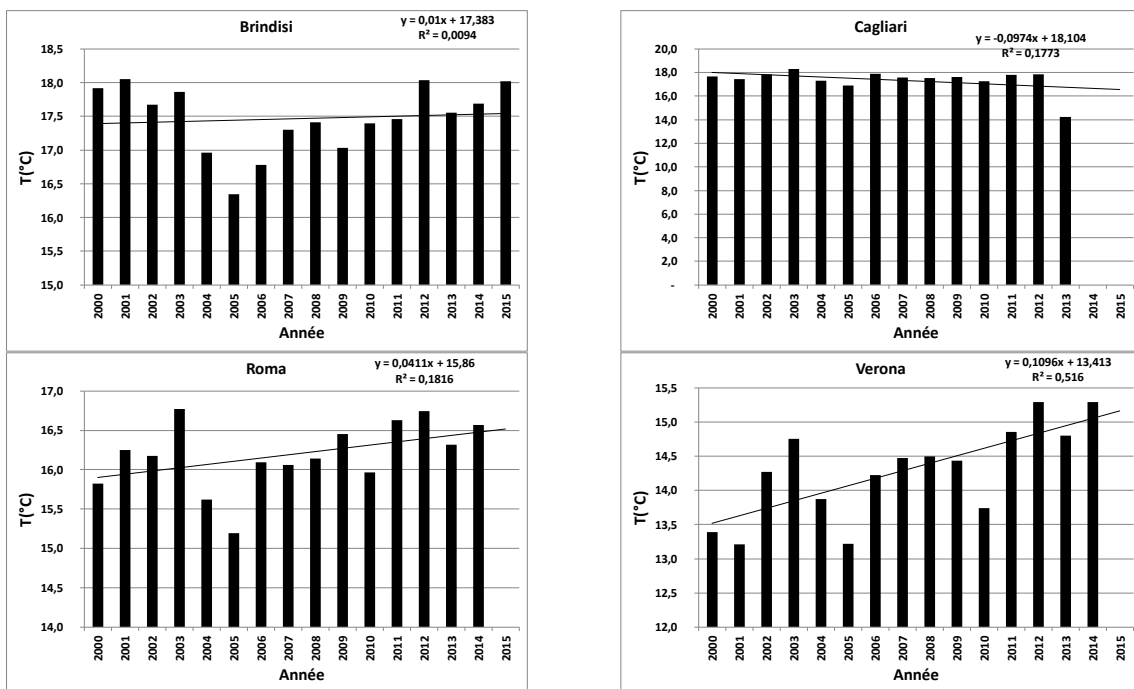 Brindisi
y = 0,01x + 17,383
R² = 0,0094
18,5
18,0
17,5
17,0
16,5
16,0
15,5
15,0
T(°C)
2000 2001 2002 2003 2004 2005 2006 2007 2008 2009 2010 2011 2012 2013 2014 2015
Année
Cagliari
y = -0,0974x + 18,104
R² = 0,1773
20,0
18,0
16,0
14,0
12,0
10,0
8,0
6,0
4,0
2,0
-
T(°C)
2000 2001 2002 2003 2004 2005 2006 2007 2008 2009 2010 2011 2012 2013 2014 2015
Année
Roma
y = 0,0411x + 15,86
R² = 0,1816
17,0
16,5
16,0
15,5
15,0
14,5
14,0
T(°C)
2000 2001 2002 2003 2004 2005 2006 2007 2008 2009 2010 2011 2012 2013 2014 2015
Année
Verona
y = 0,1096x + 13,413
R² = 0,516
15,5
15,0
14,5
14,0
13,5
13,0
12,5
12,0
T(°C)
2000 2001 2002 2003 2004 2005 2006 2007 2008 2009 2010 2011 2012 2013 2014 2015
Année